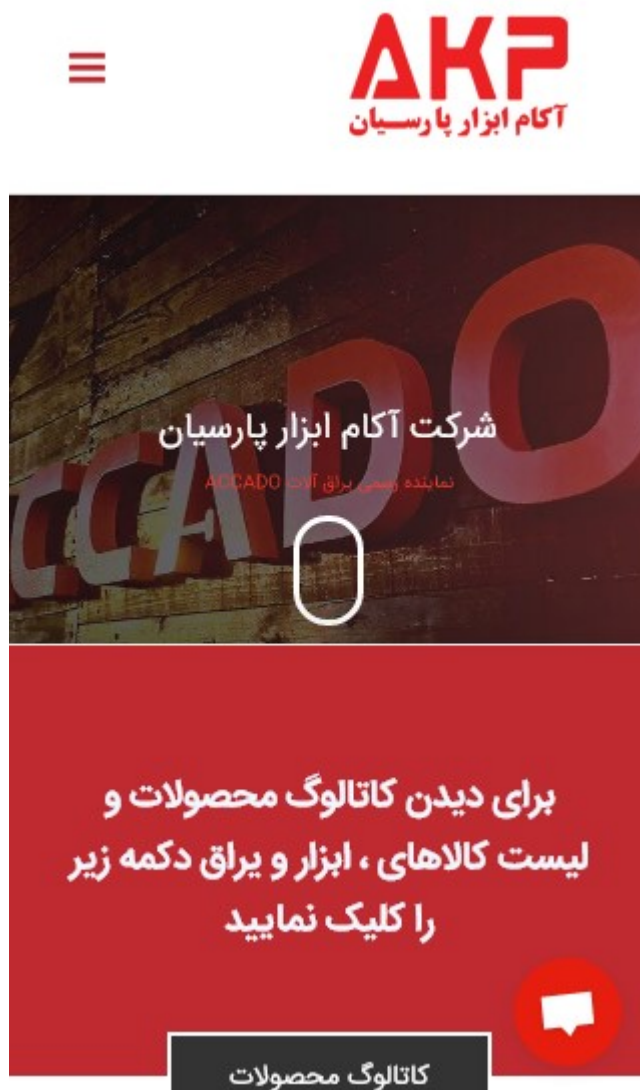 AKP
آکام ابزار پارسیان
CCADO
شرکت آکام ابزار پارسیان
نماینده رسمی یراق آلات ACCADO
برای دیدن کاتالوگ محصولات و
لیست کالاهای ، ابزار و یراق دکمه زیر
را کلیک نمایید
کاتالوگ محصولات